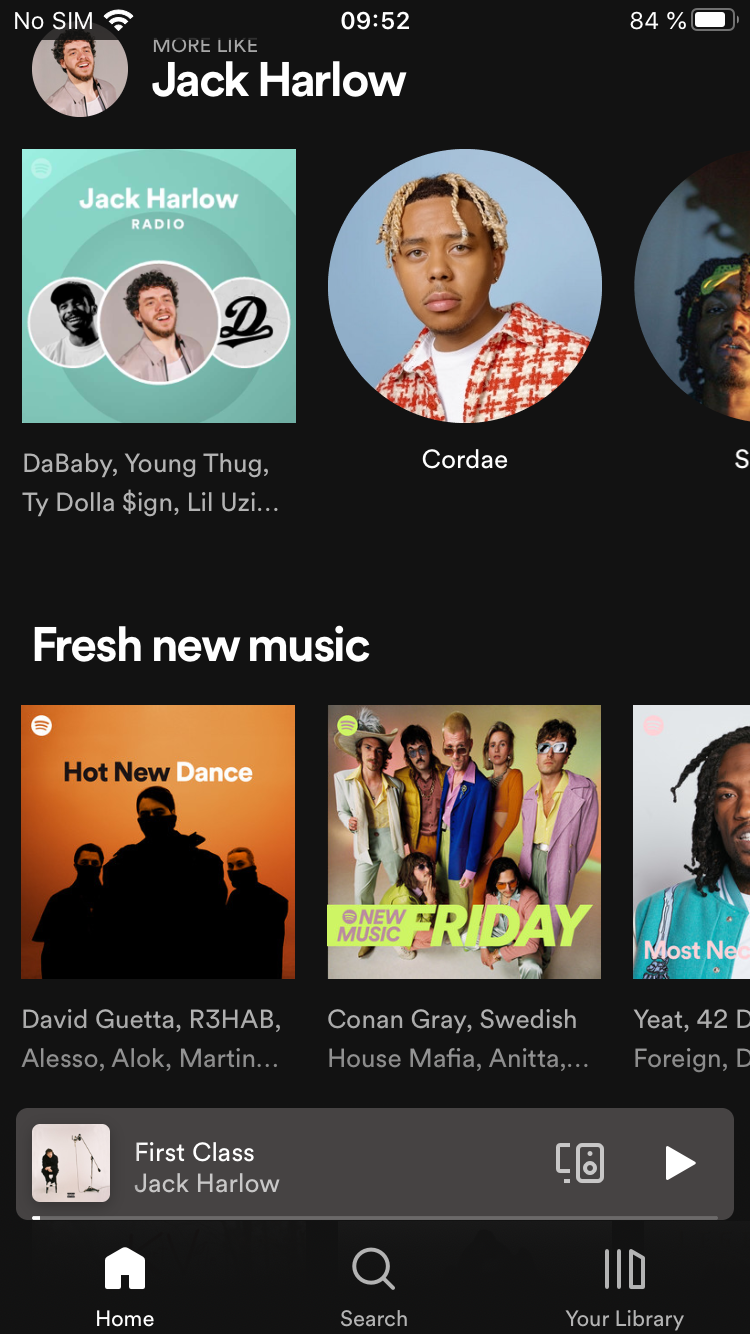 No SIM 09:52 84 %
MORE LIKE
Jack Harlow
Jack Harlow
RADIO
D
DaBaby, Young Thug,
Ty Dolla $ign, Lil Uzi...
Cordae
S
Fresh new music
Hot New Dance
NEW
MUSIC FRIDAY
Most Nec
David Guetta, R3HAB,
Alesso, Alok, Martin...
Conan Gray, Swedish
House Mafia, Anitta,...
Yeat, 42 D
Foreign, D
First Class
Jack Harlow
Home
Search
Your Library